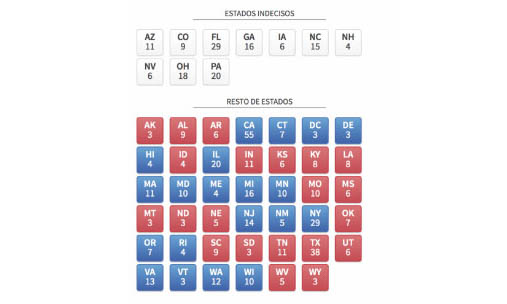 ESTADOS INDECISOS
AZ CO FL GA IA NC NH
11 9 29 16 6 15 4
NV OH PA
6 18 20
RESTO DE ESTADOS
AK AL AR CA CT DC DE
3 9 6 55 7 3 3
HI ID IL IN KS KY LA
4 4 20 11 6 8 8
MA MD ME MI MN MO MS
11 10 4 16 10 10 6
MT ND NE NJ NM NY OK
3 3 5 14 5 29 7
OR RI SC SD TN TX UT
7 4 9 3 11 38 6
VA VT WA WI WV WY
13 3 12 10 5 3